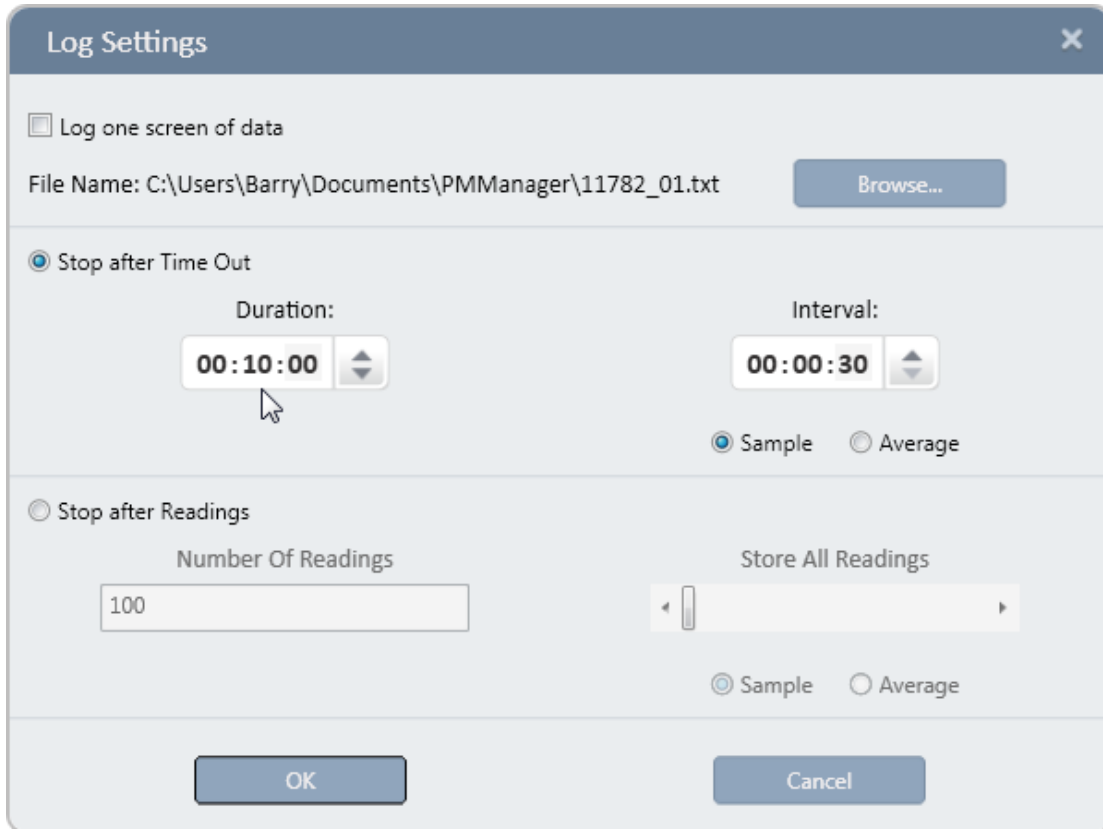 Log Settings
Log one screen of data
File Name: C:\Users\Barry\Documents\PMManager\11782_01.txt Browse...
Stop after Time Out
Duration: Interval:
00:10:00 00:00:30
Sample Average
Stop after Readings
Number Of Readings Store All Readings
100
Sample Average
OK Cancel